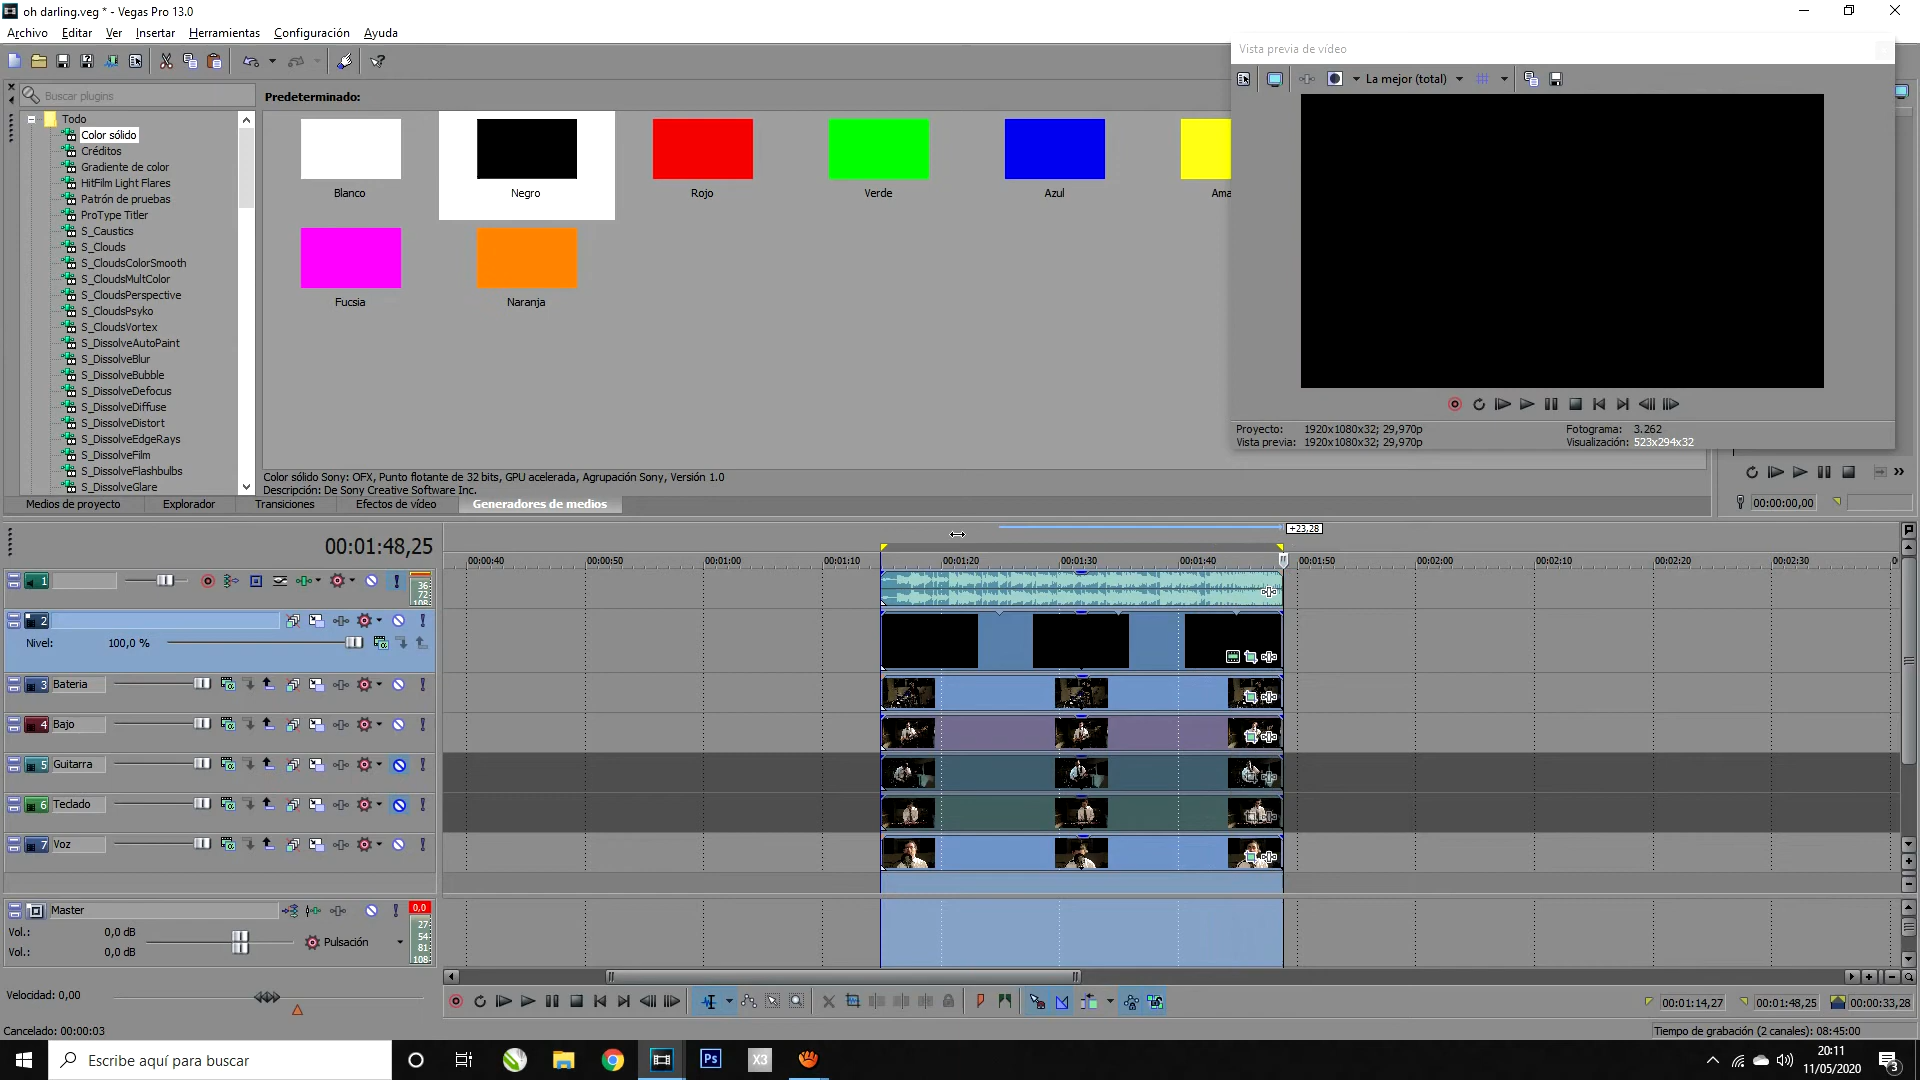 oh darling.veg * - Vegas Pro 13.0
Archivo Editar Ver Insertar Herramientas Configuración Ayuda
Vista previa de vídeo
La mejor (total)
Buscar plugins
Predeterminado:
Todo
Color sólido
Créditos
Gradiente de color
HitFilm Light Flares
Patrón de pruebas
ProType Titler
S_Caustics
S_Clouds
S_CloudsColorSmooth
S_CloudsMultColor
S_CloudsPerspective
S_CloudsPsyko
S_CloudsVortex
S_DissolveAutoPaint
S_DissolveBlur
S_DissolveBubble
S_DissolveDefocus
S_DissolveDiffuse
S_DissolveDistort
S_DissolveEdgeRays
S_DissolveFilm
S_DissolveFlashbulbs
S_DissolveGlare
Blanco Negro Rojo Verde Azul Ama
Fucsia Naranja
Proyecto: 1920x1080x32; 29,970p Fotograma: 3.262
Vista previa: 1920x1080x32; 29,970p Visualización: 523x294x32
Color sólido Sony: OFX, Punto flotante de 32 bits, GPU acelerada, Agrupación Sony, Versión 1.0
Descripción: De Sony Creative Software Inc.
Medios de proyecto Explorador Transiciones Efectos de vídeo Generadores de medios
00:00:00,00
+23,28
00:01:48,25
00:00:40 00:00:50 00:01:00 00:01:10 00:01:20 00:01:30 00:01:40 00:01:50 00:02:00 00:02:10 00:02:20 00:02:30
1
36
72
108
2
Nivel: 100,0 %
3 Bateria
4 Bajo
5 Guitarra
6 Teclado
7 Voz
Master 0,0
Vol.: 0,0 dB
Vol.: 0,0 dB
Pulsación
27
54
81
108
Velocidad: 0,00
00:01:14,27 00:01:48,25 00:00:33,28
Cancelado: 00:00:03
Tiempo de grabación (2 canales): 08:45:00
Escribe aquí para buscar
Ps
X3
20:11
11/05/2020
3